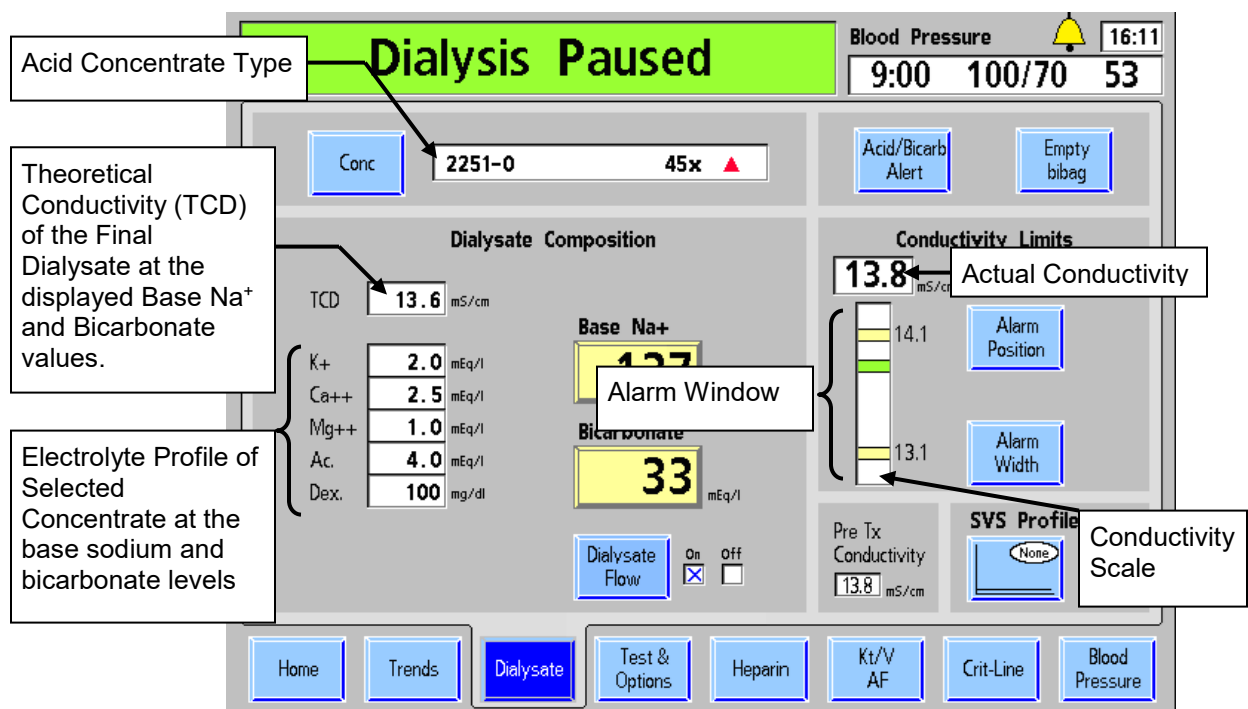 Dialysis Paused
Blood Pressure
16:11
9:00 100/70 53
Acid Concentrate Type
Conc
2251-0 45x
Acid/Bicarb
Alert
Empty
bibag
Theoretical
Conductivity (TCD)
of the Final
Dialysate at the
displayed Base Na⁺
and Bicarbonate
values.
Dialysate Composition
TCD 13.6 mS/cm
K+ 2.0 mEq/l
Ca++ 2.5 mEq/l
Mg++ 1.0 mEq/l
Ac. 4.0 mEq/l
Dex. 100 mg/dl
Base Na+
Bicarbonate
33 mEq/l
Dialysate
Flow
On Off
Conductivity Limits
13.8
Actual Conductivity
14.1
Alarm
Position
Alarm Window
13.1
Alarm
Width
Electrolyte Profile of
Selected
Concentrate at the
base sodium and
bicarbonate levels
Pre Tx
Conductivity
13.8 mS/cm
SVS Profile
None
Conductivity
Scale
Home
Trends
Dialysate
Test &
Options
Heparin
Kt/V
AF
Crit-Line
Blood
Pressure